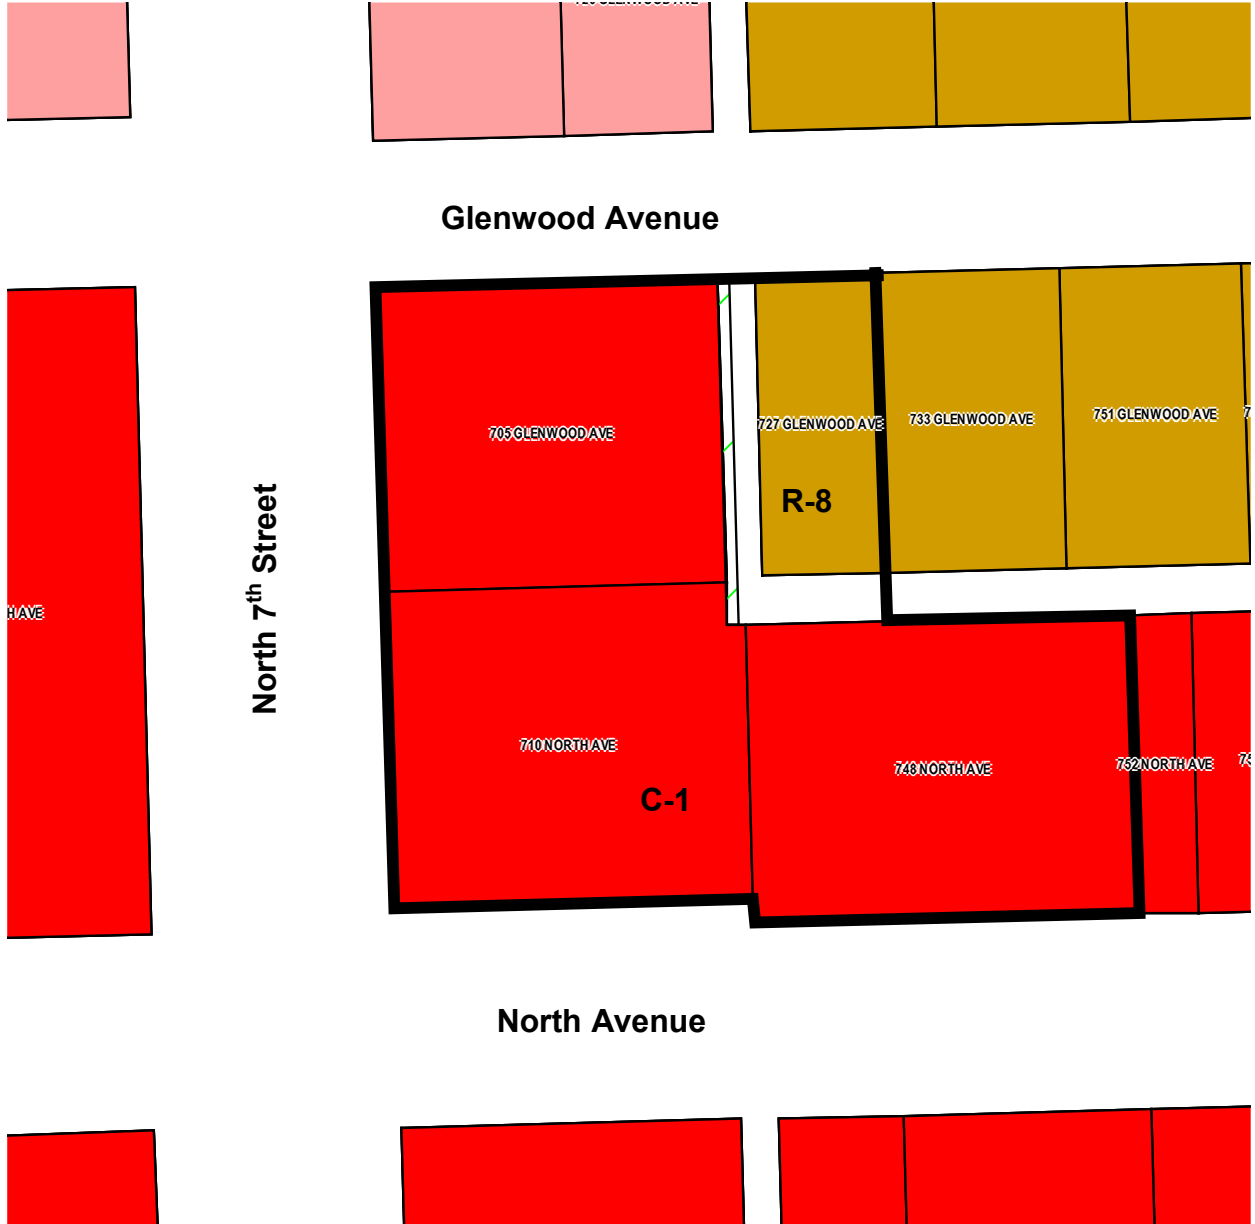 Glenwood Avenue
705 GLENWOOD AVE
727 GLENWOOD AVE
733 GLENWOOD AVE
751 GLENWOOD AVE
R-8
North 7th Street
H AVE
710 NORTH AVE
748 NORTH AVE
752 NORTH AVE
C-1
North Avenue